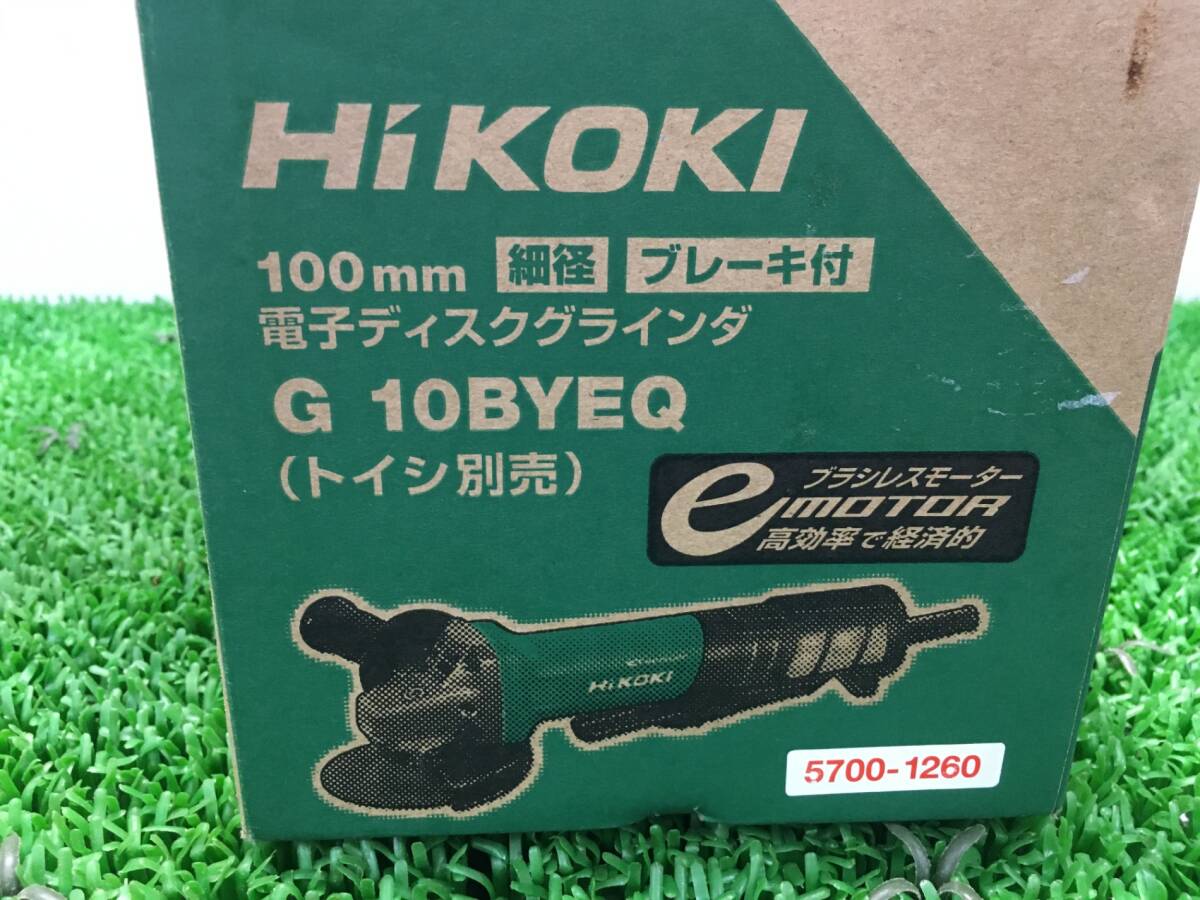 HiKOKI
100mm 細径 ブレーキ付
電子ディスクグラインダ
G 10BYEQ
(トイシ別売)
ブラシレスモーター
e MOTOR
高効率で経済的
HiKOKI
5700-1260